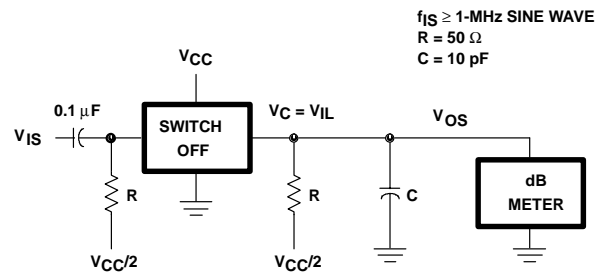 fIS ≥ 1-MHz SINE WAVE
R = 50 Ω
C = 10 pF
VCC
0.1 μF
VIS
SWITCH
OFF
VC = VIL
VOS
R
R
C
dB
METER
VCC/2
VCC/2